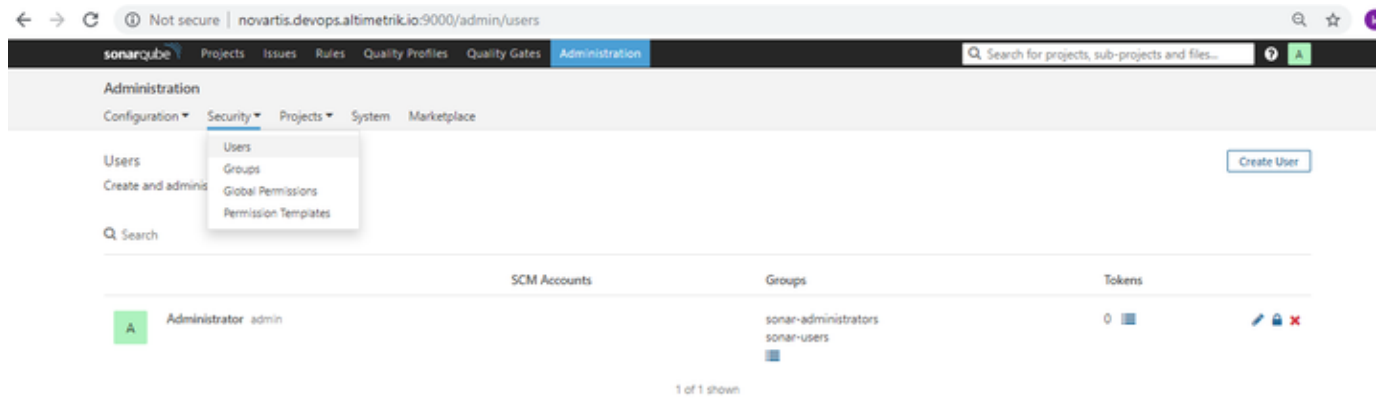 Not secure | novartis.devops.altimetrik.io:9000/admin/users
sonarqube Projects Issues Rules Quality Profiles Quality Gates Administration Search for projects, sub-projects and files... ? A
Administration
Configuration Security Projects System Marketplace
Users
Groups
Global Permissions
Permission Templates
Users
Create User
Create and adminis
Search
SCM Accounts Groups Tokens
A Administrator admin sonar-administrators 0
sonar-users
1 of 1 shown